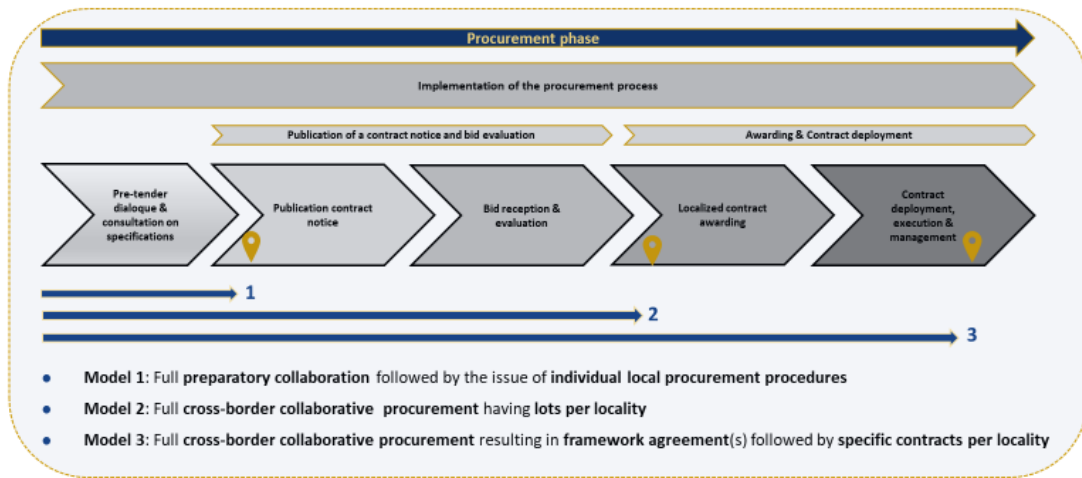 Procurement phase
Implementation of the procurement process
Publication of a contract notice and bid evaluation
Awarding & Contract deployment
Pre-tender
dialoque &
consultation on
specifications
Publication contract
notice
Bid reception &
evaluation
Localized contract
awarding
Contract
deployment,
execution &
management
1
2
3
● Model 1: Full preparatory collaboration followed by the issue of individual local procurement procedures
● Model 2: Full cross-border collaborative procurement having lots per locality
● Model 3: Full cross-border collaborative procurement resulting in framework agreement(s) followed by specific contracts per locality